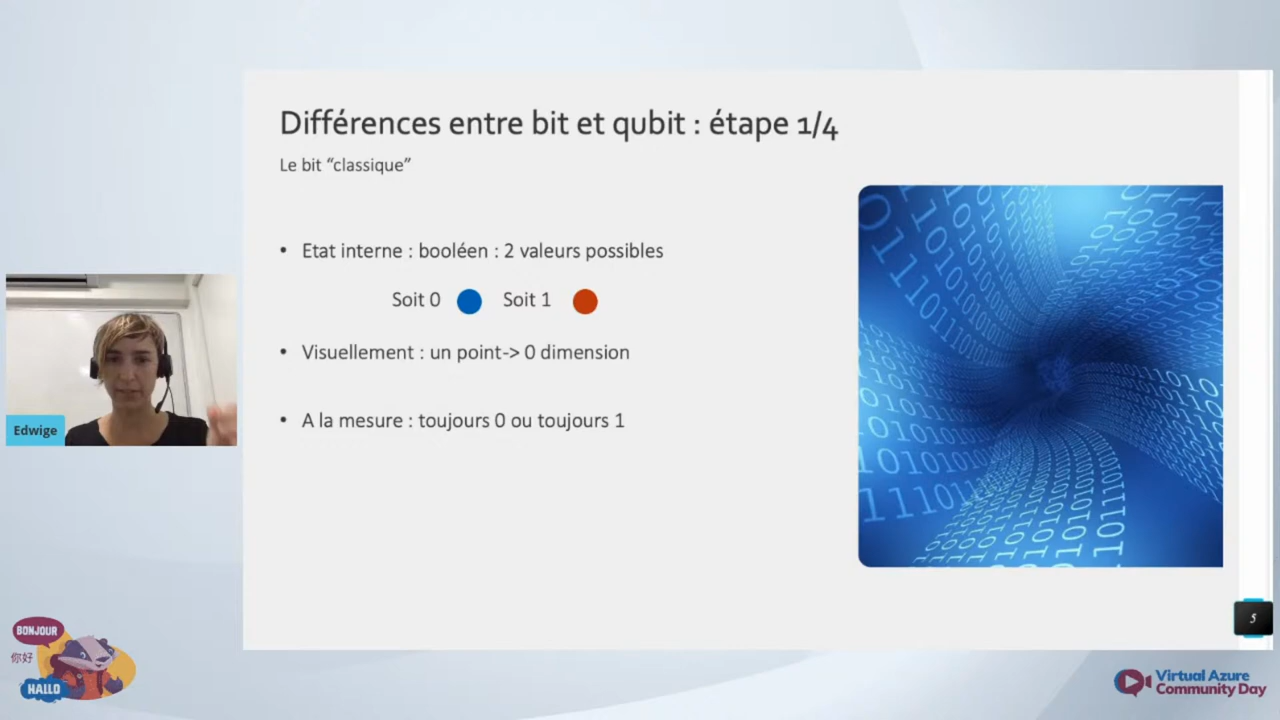 Différences entre bit et qubit : étape 1/4
Le bit “classique”
• Etat interne : booléen : 2 valeurs possibles
Soit 0 Soit 1
• Visuellement : un point-> 0 dimension
• A la mesure : toujours 0 ou toujours 1
Edwige
5
BONJOUR
你好
HALLO
Virtual Azure
Community Day